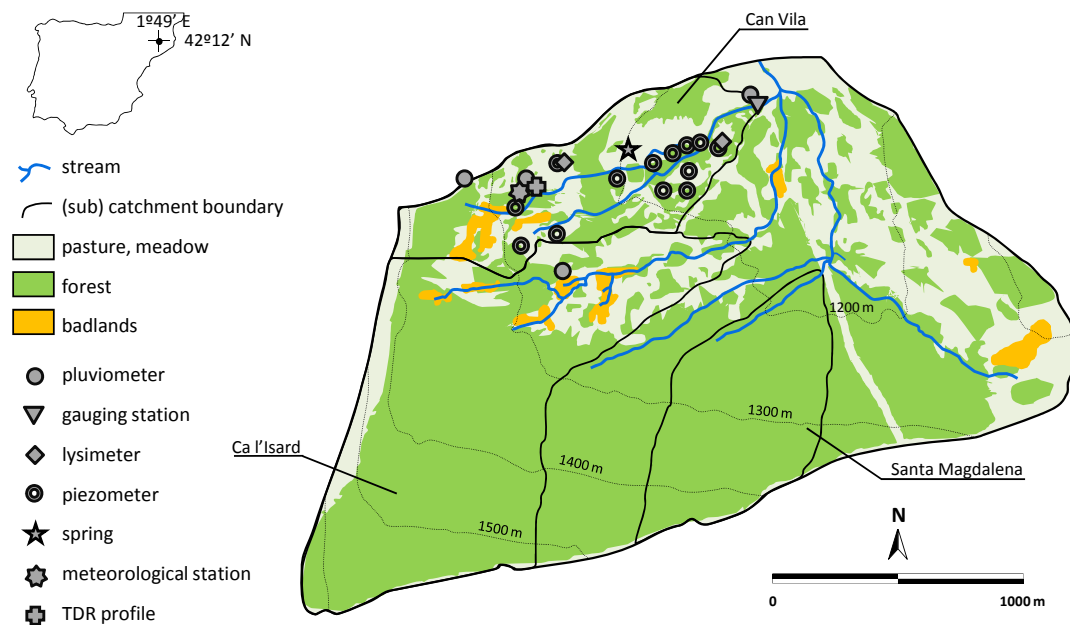 1º49’ E
42º12’ N
Can Vila
stream
(sub) catchment boundary
pasture, meadow
forest
badlands
pluviometer
gauging station
lysimeter
piezometer
spring
meteorological station
TDR profile
1200 m
1300 m
1400 m
1500 m
Ca l’Isard
Santa Magdalena
N
0
1000 m